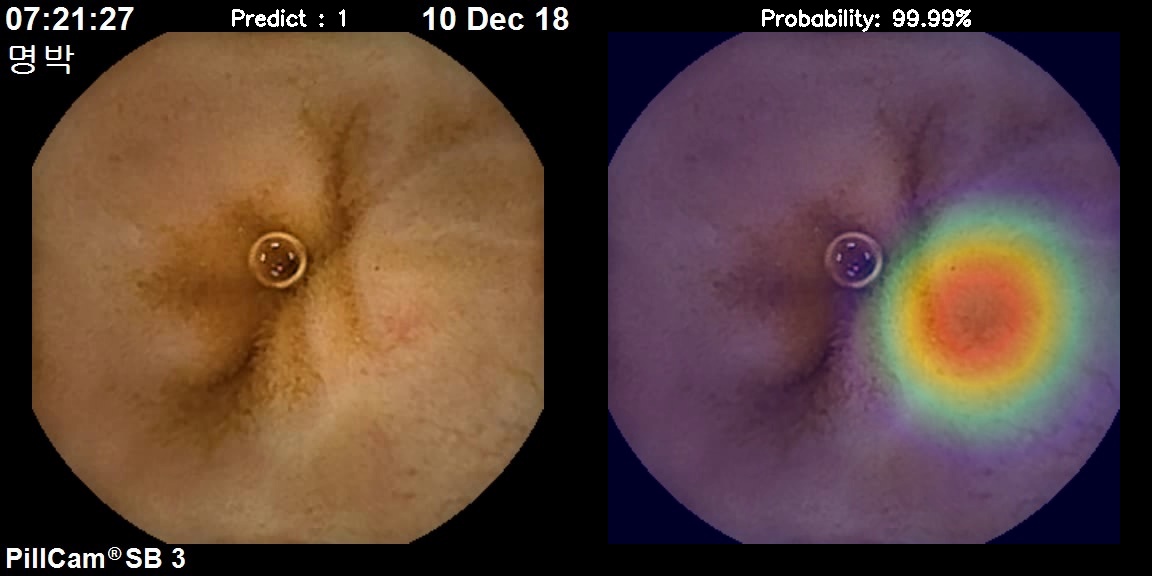 07:21:27
Predict : 1
10 Dec 18
Probability: 99.99%
명박
PillCam® SB 3